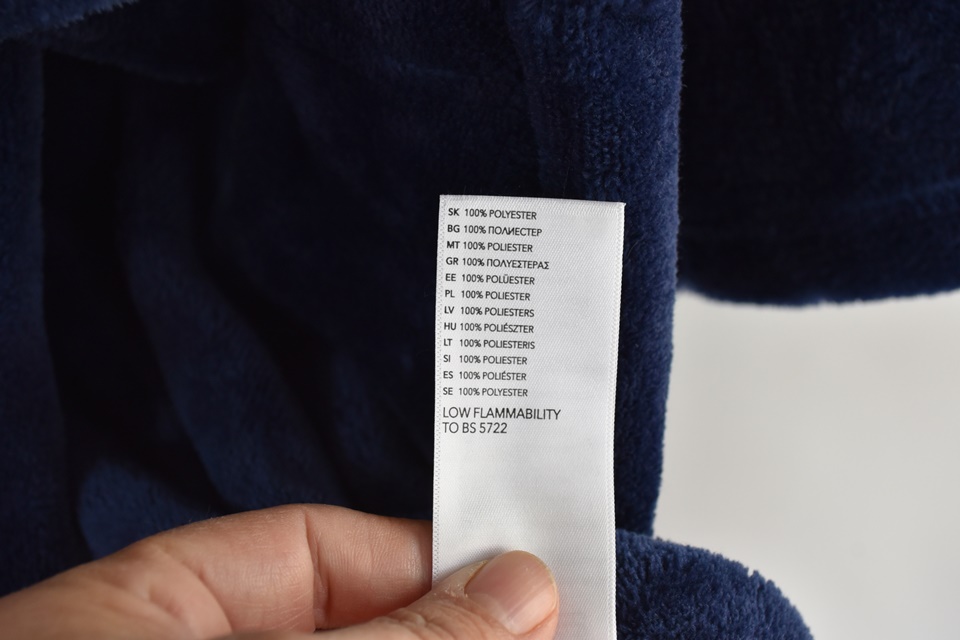 SK 100% POLYESTER
BG 100% ПОЛИЕСТЕР
MT 100% POLIESTER
GR 100% ΠΟΛΥΕΣΤΕΡΑΣ
EE 100% POLÜESTER
PL 100% POLIESTER
LV 100% POLIESTERS
HU 100% POLIÉSZTER
LT 100% POLIESTERIS
SI 100% POLIESTER
ES 100% POLIÉSTER
SE 100% POLYESTER
LOW FLAMMABILITY
TO BS 5722